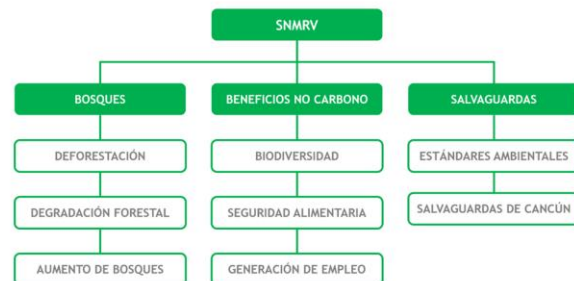 SNMRV
BOSQUES
BENEFICIOS NO CARBONO
SALVAGUARDAS
DEFORESTACIÓN
BIODIVERSIDAD
ESTÁNDARES AMBIENTALES
DEGRADACIÓN FORESTAL
SEGURIDAD ALIMENTARIA
SALVAGUARDAS DE CANCÚN
AUMENTO DE BOSQUES
GENERACIÓN DE EMPLEO